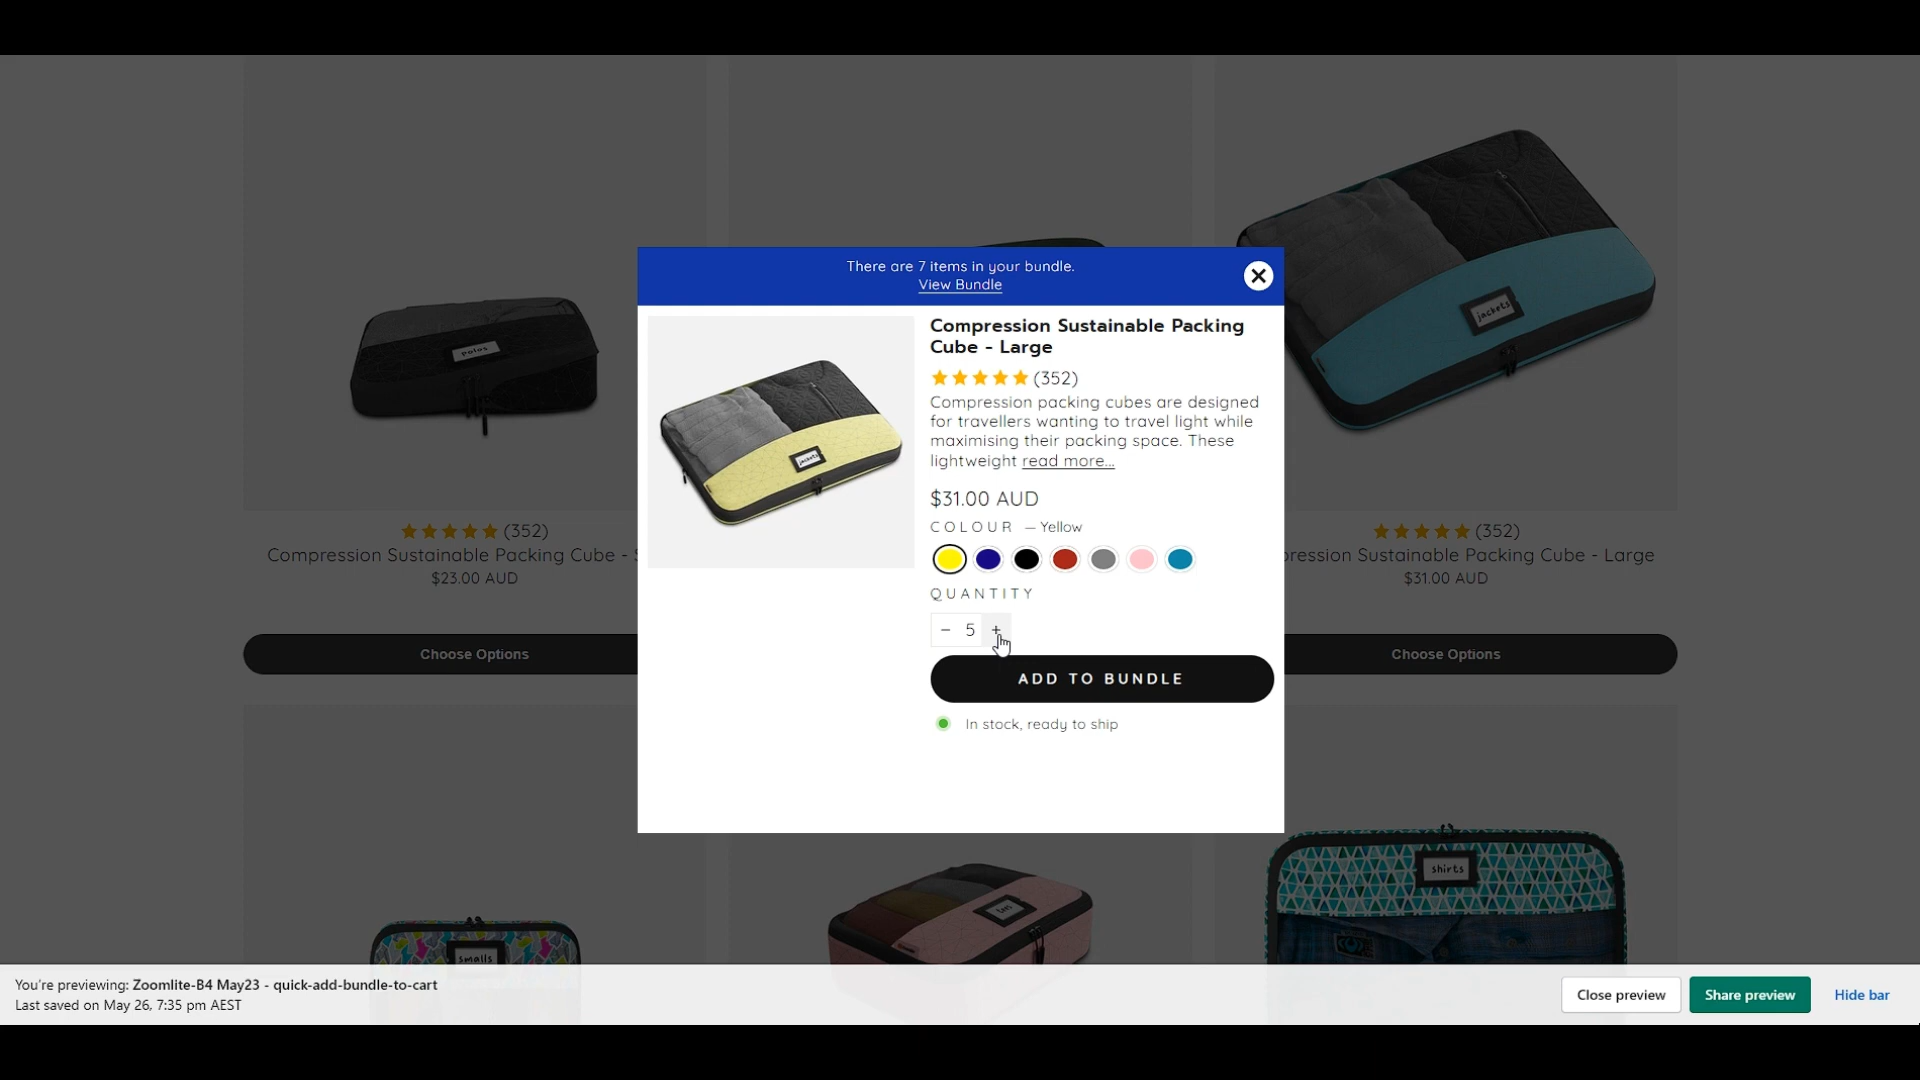 There are 7 items in your bundle.
View Bundle
Compression Sustainable Packing
Cube - Large
(352)
Compression packing cubes are designed
for travellers wanting to travel light while
maximising their packing space. These
lightweight read more...
$31.00 AUD
COLOUR — Yellow
QUANTITY
− 5 +
ADD TO BUNDLE
In stock, ready to ship
jackets
polos
jackets
(352)
Compression Sustainable Packing Cube -
$23.00 AUD
Choose Options
(352)
pression Sustainable Packing Cube - Large
$31.00 AUD
Choose Options
smalls
shirts
You're previewing: Zoomlite-B4 May23 - quick-add-bundle-to-cart
Last saved on May 26, 7:35 pm AEST
Close preview
Share preview
Hide bar